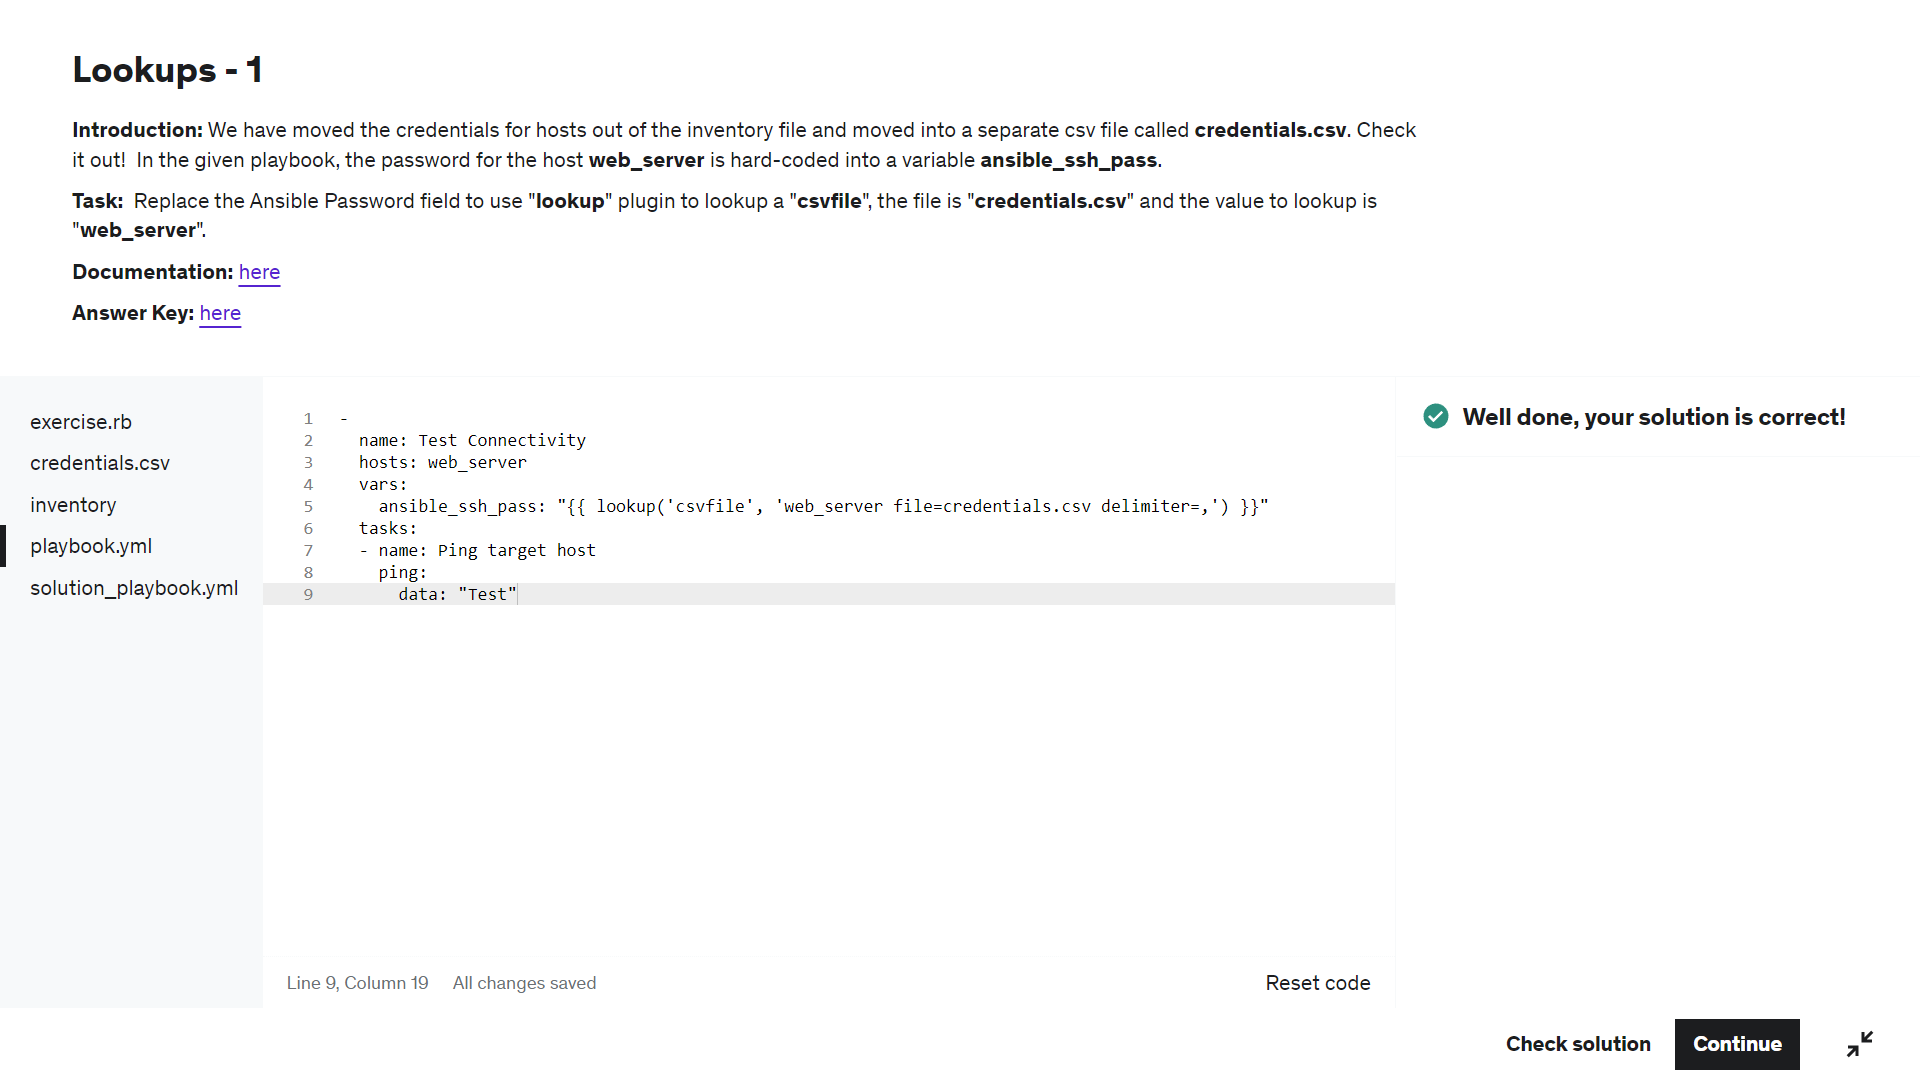 Lookups - 1
Introduction: We have moved the credentials for hosts out of the inventory file and moved into a separate csv file called credentials.csv. Check
it out!  In the given playbook, the password for the host web_server is hard-coded into a variable ansible_ssh_pass.
Task:  Replace the Ansible Password field to use "lookup" plugin to lookup a "csvfile", the file is "credentials.csv" and the value to lookup is
"web_server".
Documentation: here
Answer Key: here
exercise.rb
credentials.csv
inventory
playbook.yml
solution_playbook.yml
1 -
2   name: Test Connectivity
3   hosts: web_server
4   vars:
5     ansible_ssh_pass: "{{ lookup('csvfile', 'web_server file=credentials.csv delimiter=,') }}"
6   tasks:
7   - name: Ping target host
8     ping:
9       data: "Test"
Line 9, Column 19 All changes saved Reset code
Well done, your solution is correct!
Check solution Continue